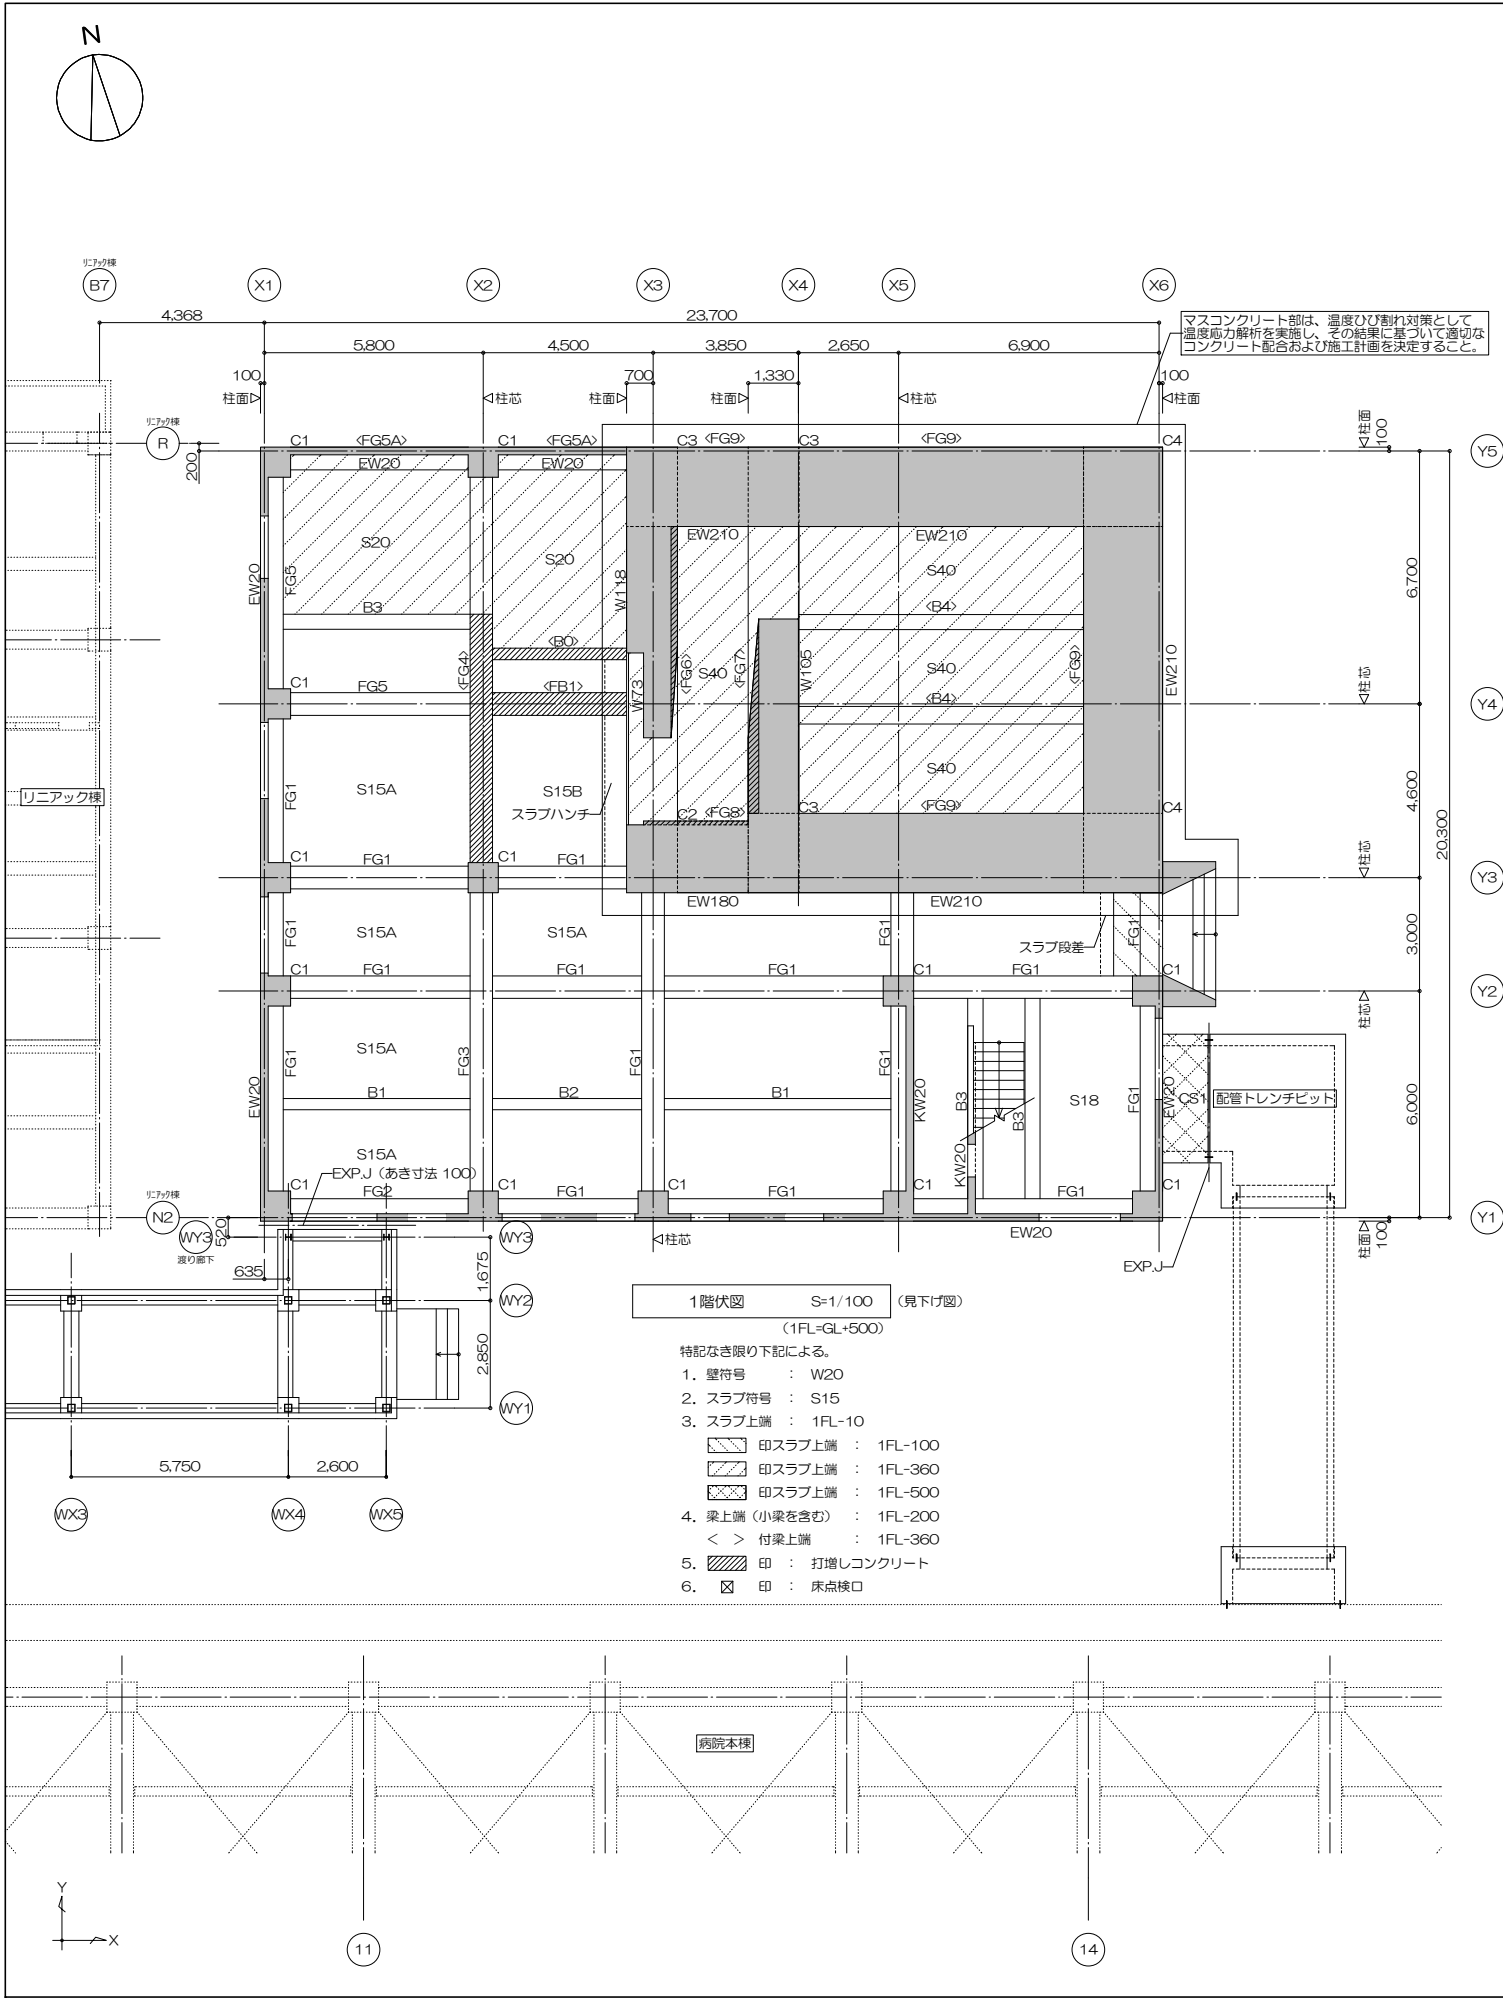 N
リニアック棟
B7
X1
X2
X3
X4
X5
X6
4,368
23,700
マスコンクリート部は、温度ひび割れ対策として
温度応力解析を実施し、その結果に基づいて適切な
コンクリート配合および施工計画を決定すること。
5,800
4,500
3,850
2,650
6,900
100
700
1,330
100
柱面
柱芯
柱面
柱面
柱芯
柱面
リニアック棟
R
200
柱面
100
Y5
C1
<FG5A>
C1
<FG5A>
C3
<FG9>
C3
<FG9>
C4
EW20
EW20
EW210
EW210
S20
S20
S40
EW20
FG5
W118
6,700
B3
<B4>
<B0>
<FG4>
<FG6>
S40
<FG7>
W105
S40
<FG9>
EW210
C1
FG5
<FB1>
W73
<B4>
柱芯
Y4
リニアック棟
FG1
S15A
S15B
スラブハンチ
S40
C2
<FG8>
C3
<FG9>
C4
4,600
20,300
C1
FG1
C1
FG1
柱芯
Y3
EW180
EW210
FG1
S15A
S15A
FG1
スラブ段差
FG1
3,000
C1
FG1
FG1
FG1
C1
FG1
C1
柱芯
Y2
FG1
S15A
FG3
FG1
FG1
EW20
B1
B2
B1
KW20
B3
B3
S18
FG1
EW20
CS1
配管トレンチピット
6,000
S15A
EXP.J（あき寸法 100）
KW20
リニアック棟
N2
C1
FG2
C1
FG1
C1
FG1
C1
FG1
C1
Y1
WY3
渡り廊下
520
WY3
柱芯
EW20
柱面
100
635
1,675
EXP.J
WY2
1階伏図 S=1/100 (見下げ図)
(1FL=GL+500)
2,850
WY1
特記なき限り下記による。
1. 壁符号 : W20
2. スラブ符号 : S15
3. スラブ上端 : 1FL-10
印スラブ上端 : 1FL-100
印スラブ上端 : 1FL-360
印スラブ上端 : 1FL-500
4. 梁上端（小梁を含む） : 1FL-200
< > 付梁上端 : 1FL-360
5. 印 : 打増しコンクリート
6. 印 : 床点検口
5,750
2,600
WX3
WX4
WX5
病院本棟
Y
X
11
14